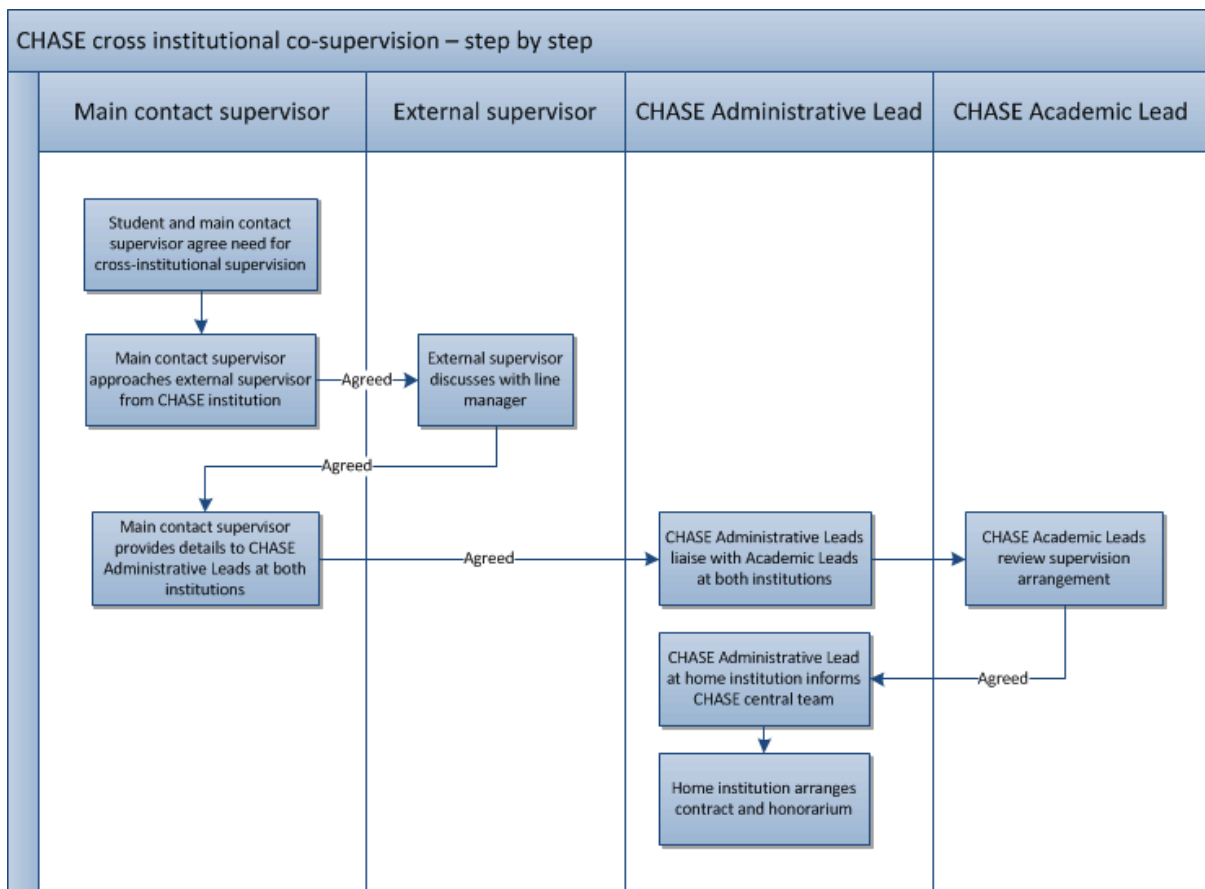 CHASE cross institutional co-supervision – step by step
Main contact supervisor
External supervisor
CHASE Administrative Lead
CHASE Academic Lead
Student and main contact
supervisor agree need for
cross-institutional supervision
Main contact supervisor
approaches external supervisor
from CHASE institution
Agreed
External supervisor
discusses with line
manager
Agreed
Main contact supervisor
provides details to CHASE
Administrative Leads at both
institutions
Agreed
CHASE Administrative Leads
liaise with Academic Leads
at both institutions
CHASE Academic Leads
review supervision
arrangement
Agreed
CHASE Administrative Lead
at home institution informs
CHASE central team
Home institution arranges
contract and honorarium